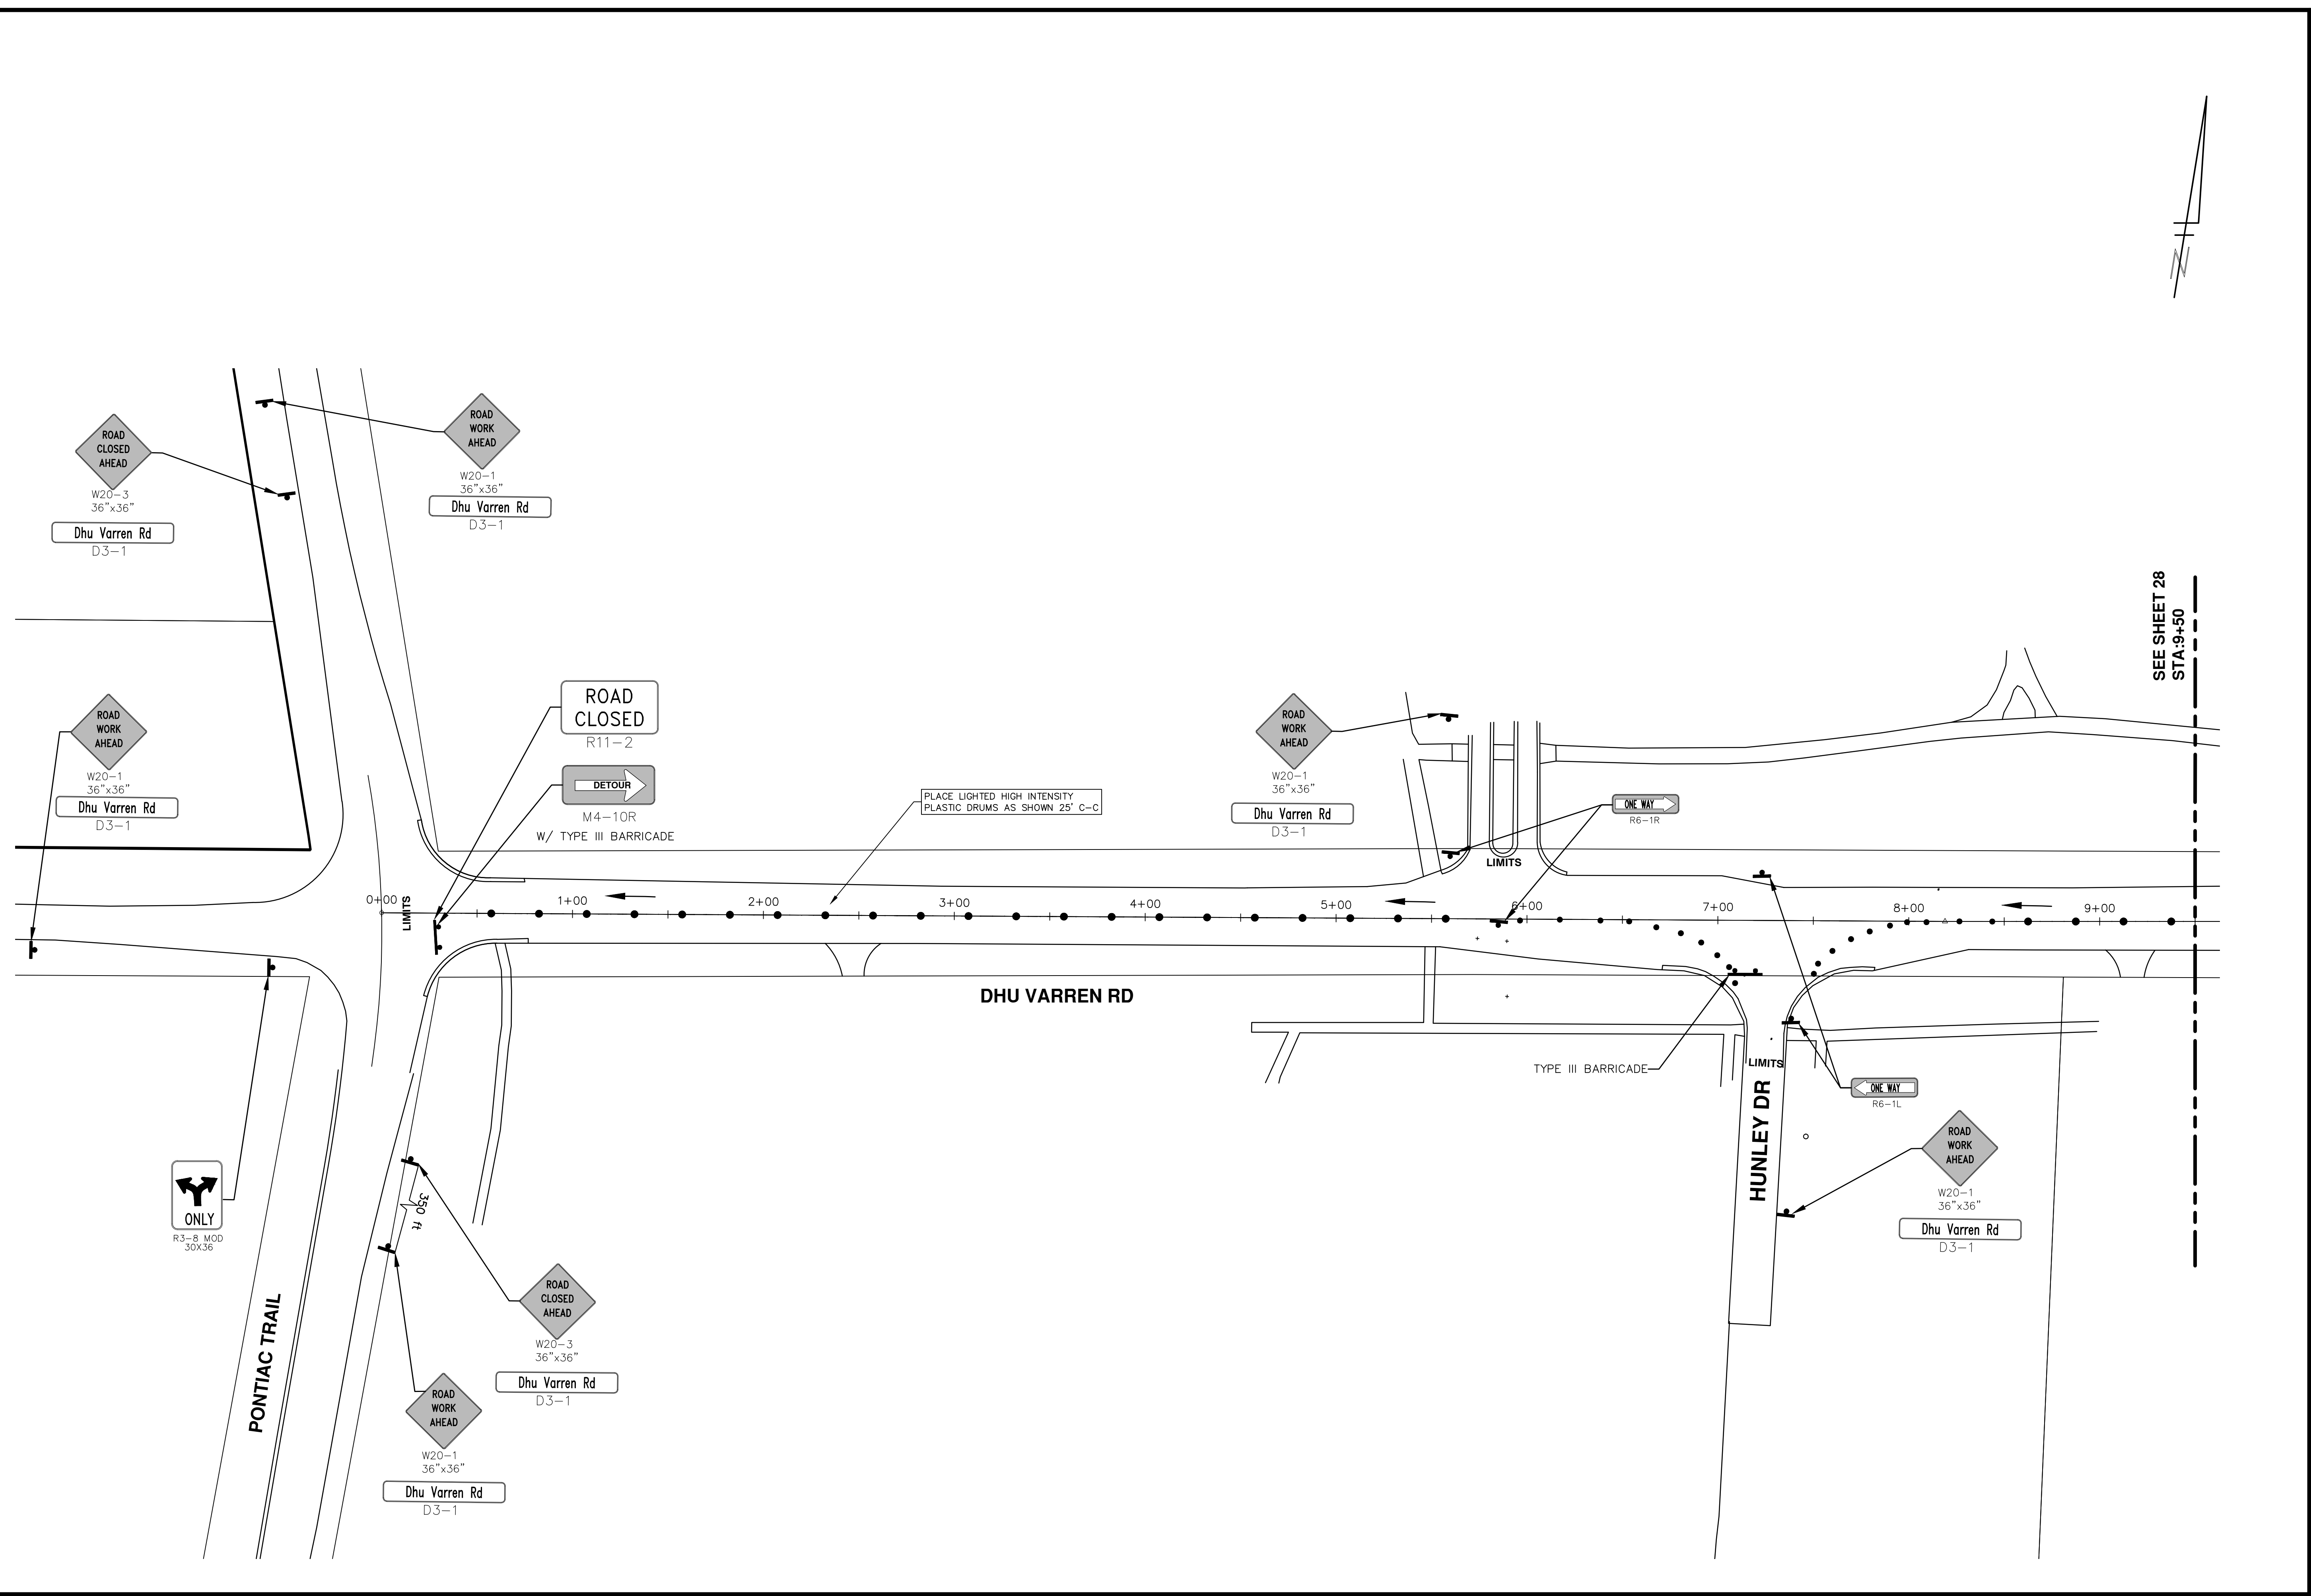 N
ROAD
CLOSED
AHEAD
W20-3
36"x36"
Dhu Varren Rd
D3-1
ROAD
WORK
AHEAD
W20-1
36"x36"
Dhu Varren Rd
D3-1
SEE SHEET 28
STA:9+50
ROAD
WORK
AHEAD
W20-1
36"x36"
Dhu Varren Rd
D3-1
ROAD
CLOSED
R11-2
DETOUR
M4-10R
W/ TYPE III BARRICADE
PLACE LIGHTED HIGH INTENSITY
PLASTIC DRUMS AS SHOWN 25' C-C
ROAD
WORK
AHEAD
W20-1
36"x36"
Dhu Varren Rd
D3-1
ONE WAY
R6-1R
LIMITS
LIMITS
0+00
1+00
2+00
3+00
4+00
5+00
6+00
7+00
8+00
9+00
DHU VARREN RD
TYPE III BARRICADE
LIMITS
HUNLEY DR
ONE WAY
R6-1L
ROAD
WORK
AHEAD
W20-1
36"x36"
Dhu Varren Rd
D3-1
ONLY
R3-8 MOD
30X36
350 ft
PONTIAC TRAIL
ROAD
CLOSED
AHEAD
W20-3
36"x36"
Dhu Varren Rd
D3-1
ROAD
WORK
AHEAD
W20-1
36"x36"
Dhu Varren Rd
D3-1